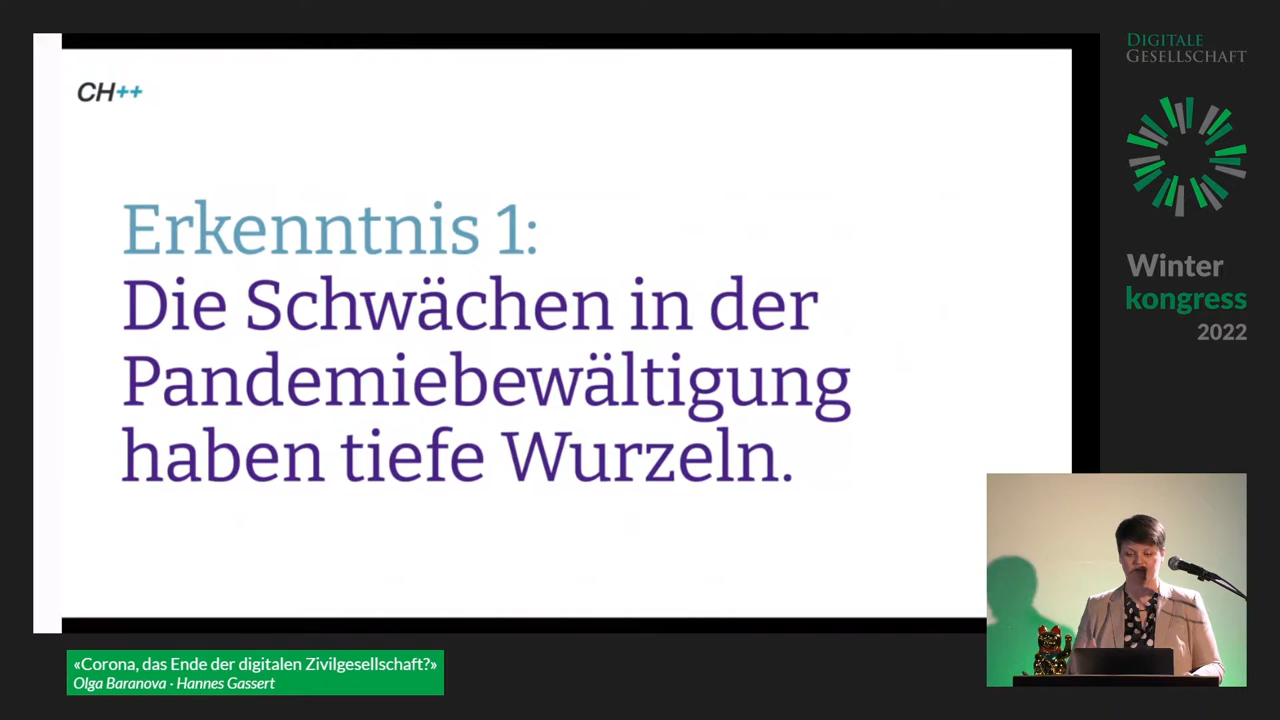 CH++
Erkenntnis 1:
Die Schwächen in der
Pandemiebewältigung
haben tiefe Wurzeln.
DIGITALE
GESELLSCHAFT
Winter
kongress
2022
«Corona, das Ende der digitalen Zivilgesellschaft?»
Olga Baranova · Hannes Gassert